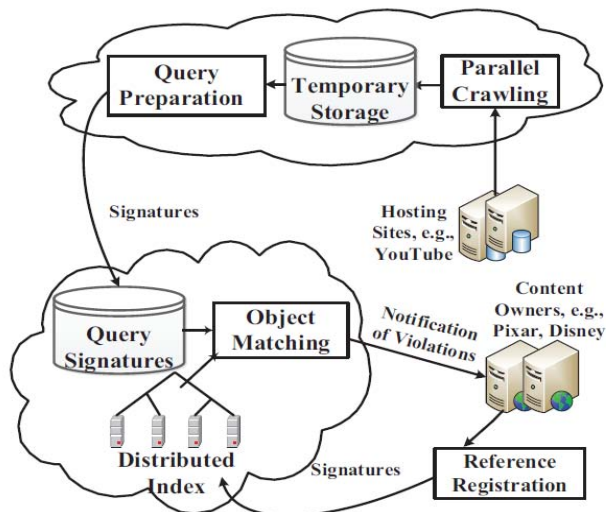 Query
Preparation
Temporary
Storage
Parallel
Crawling
Signatures
Hosting
Sites, e.g.,
YouTube
Query
Signatures
Object
Matching
Notification
of Violations
Content
Owners, e.g.,
Pixar, Disney
Distributed
Index
Signatures
Reference
Registration